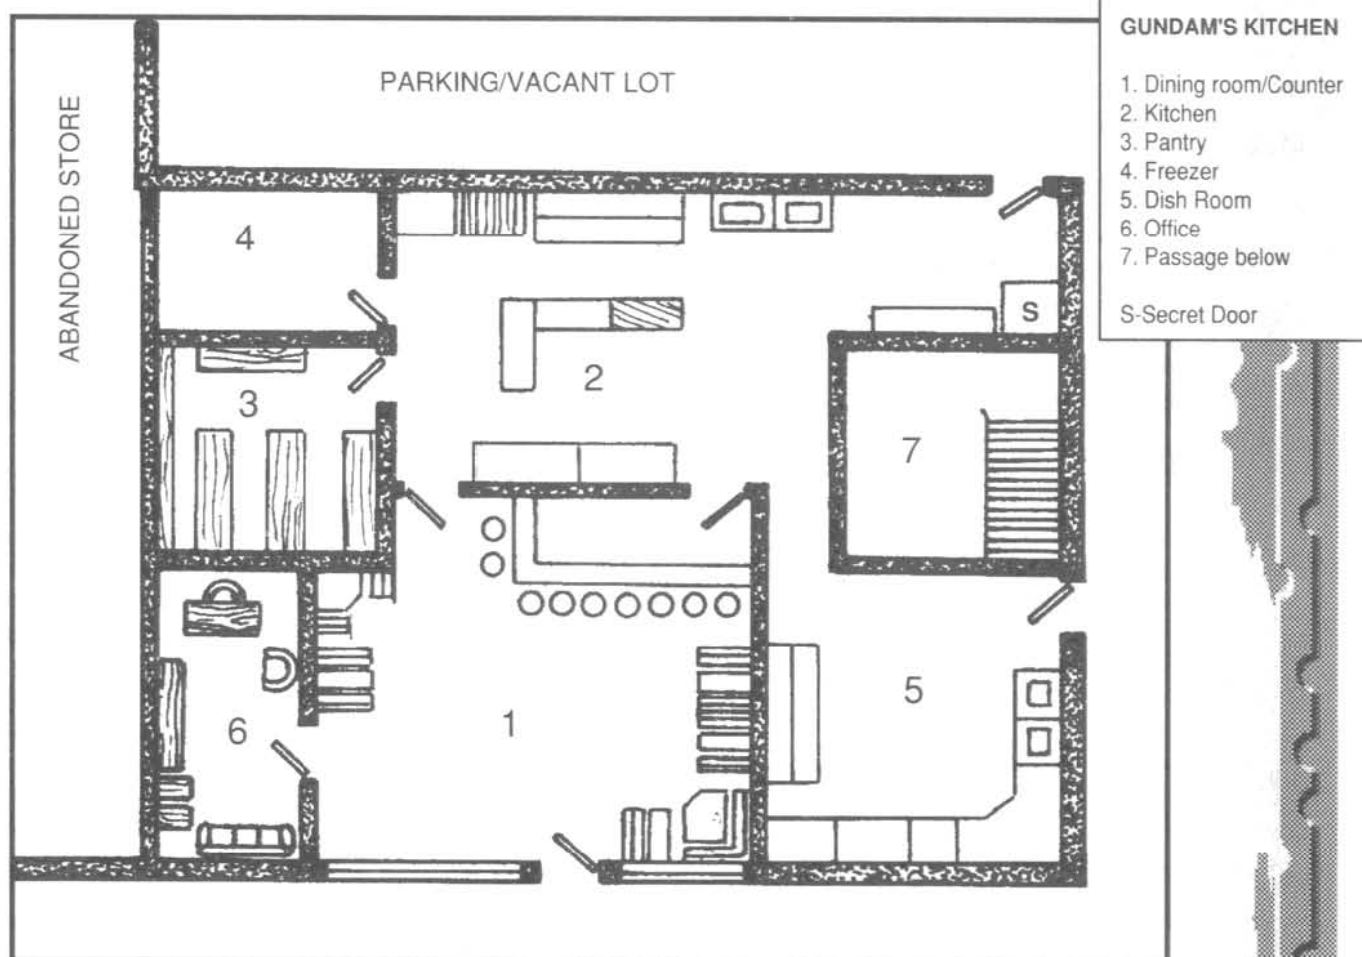 GUNDAM'S KITCHEN
1. Dining room/Counter
2. Kitchen
3. Pantry
4. Freezer
5. Dish Room
6. Office
7. Passage below
S-Secret Door
PARKING/VACANT LOT
ABANDONED STORE
4
S
2
3
7
5
1
6